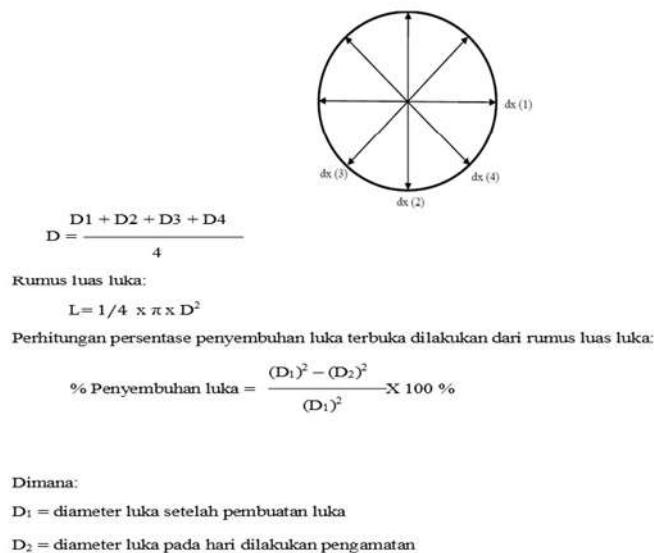 dx (1)
dx (3)
dx (4)
dx (2)
D = D1 + D2 + D3 + D4 / 4
Rumus luas luka:
L= 1/4 x π x D²
Perhitungan persentase penyembuhan luka terbuka dilakukan dari rumus luas luka:
% Penyembuhan luka = (D₁)² – (D₂)² / (D₁)² X 100 %
Dimana:
D₁ = diameter luka setelah pembuatan luka
D₂ = diameter luka pada hari dilakukan pengamatan